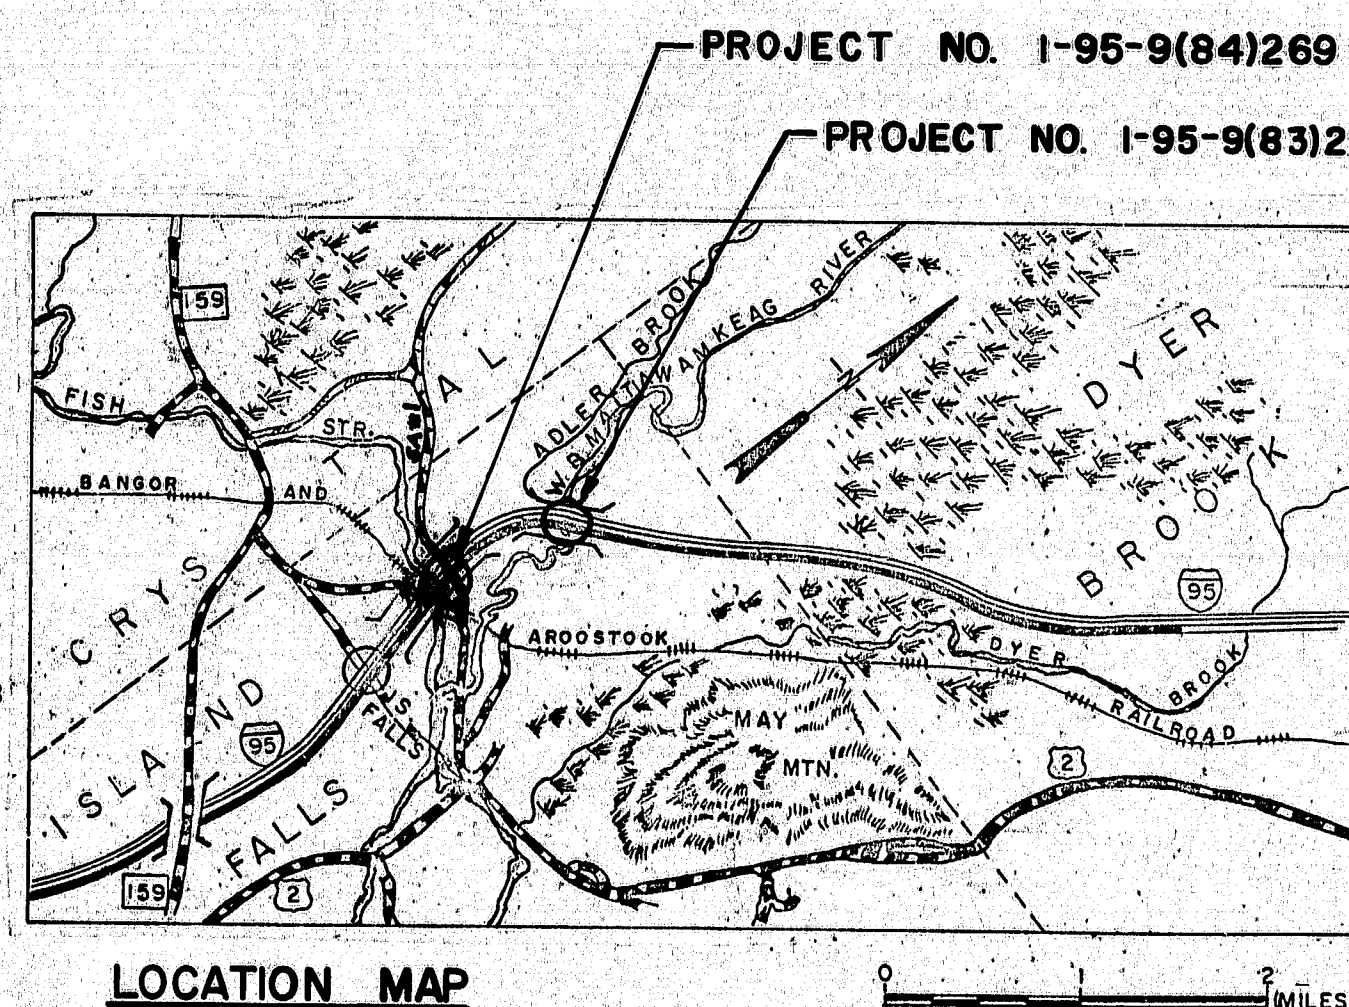 PROJECT NO. I-95-9(84)269
PROJECT NO. I-95-9(83)2
159
FISH
STR.
BANGOR
AND
CRYSTAL
ADLER BROOK
W. B. MATTAWAMKEAG RIVER
N
DYER
BROOK
95
AROOSTOOK
DYER
BROOK
RAILROAD
MAY
MTN.
IS.
FALLS
95
ISLAND
FALLS
159
2
2
LOCATION MAP
0 1 2
MILES